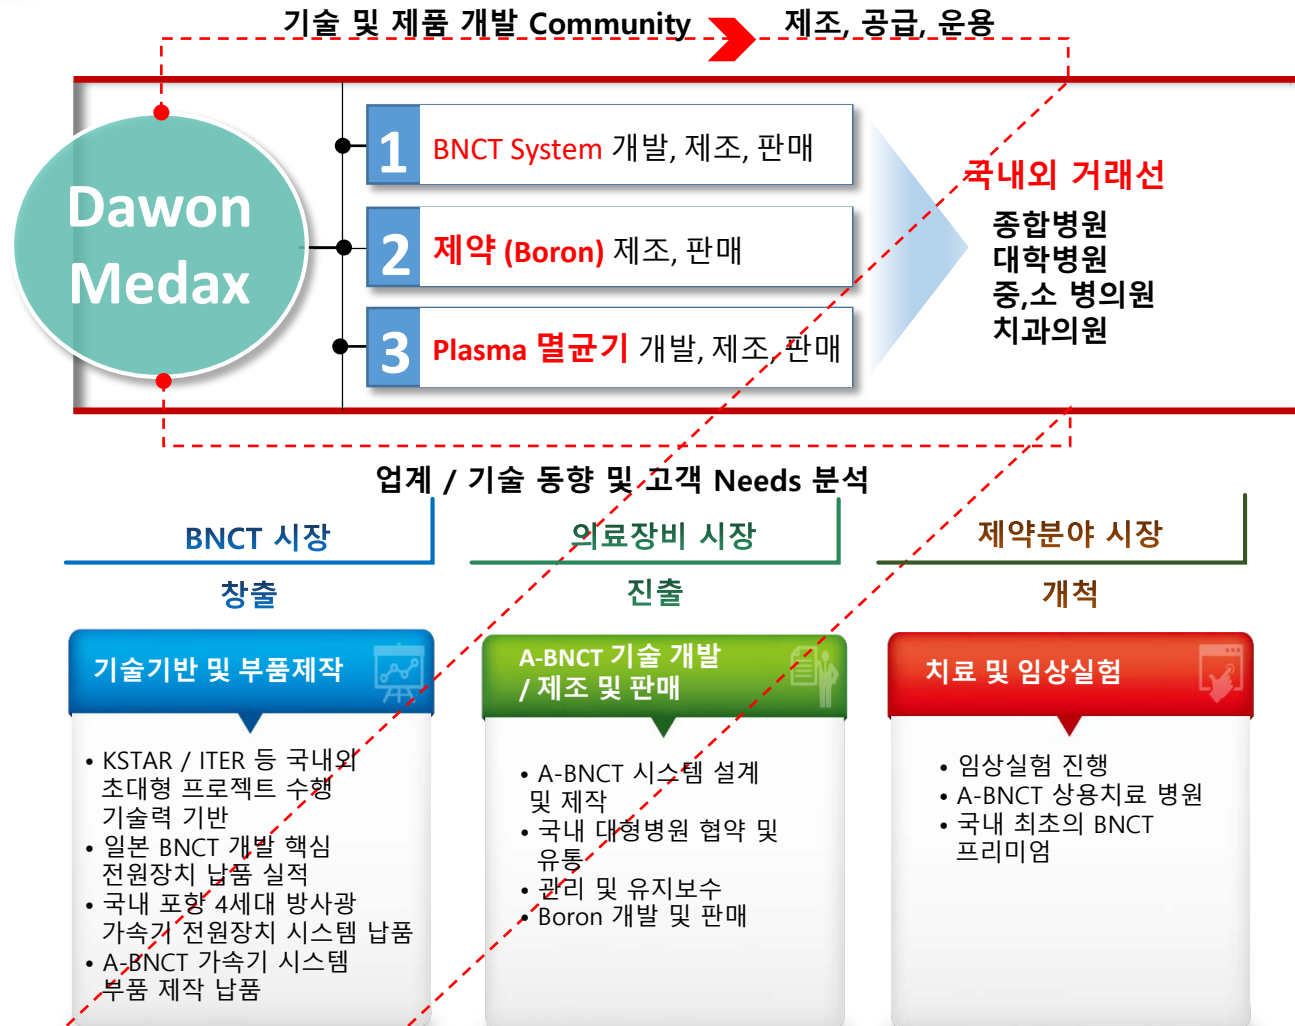 기술 및 제품 개발 Community
제조, 공급, 운용
Dawon
Medax
1
BNCT System 개발, 제조, 판매
2
제약 (Boron) 제조, 판매
3
Plasma 멸균기 개발, 제조, 판매
국내외 거래선
종합병원
대학병원
중,소 병의원
치과의원
업계 / 기술 동향 및 고객 Needs 분석
BNCT 시장
창출
의료장비 시장
진출
제약분야 시장
개척
기술기반 및 부품제작
• KSTAR / ITER 등 국내외
초대형 프로젝트 수행
기술력 기반
• 일본 BNCT 개발 핵심
전원장치 납품 실적
• 국내 포항 4세대 방사광
가속기 전원장치 시스템 납품
• A-BNCT 가속기 시스템
부품 제작 납품
A-BNCT 기술 개발
/ 제조 및 판매
• A-BNCT 시스템 설계
및 제작
• 국내 대형병원 협약 및
유통
• 관리 및 유지보수
• Boron 개발 및 판매
치료 및 임상실험
• 임상실험 진행
• A-BNCT 상용치료 병원
• 국내 최초의 BNCT
프리미엄